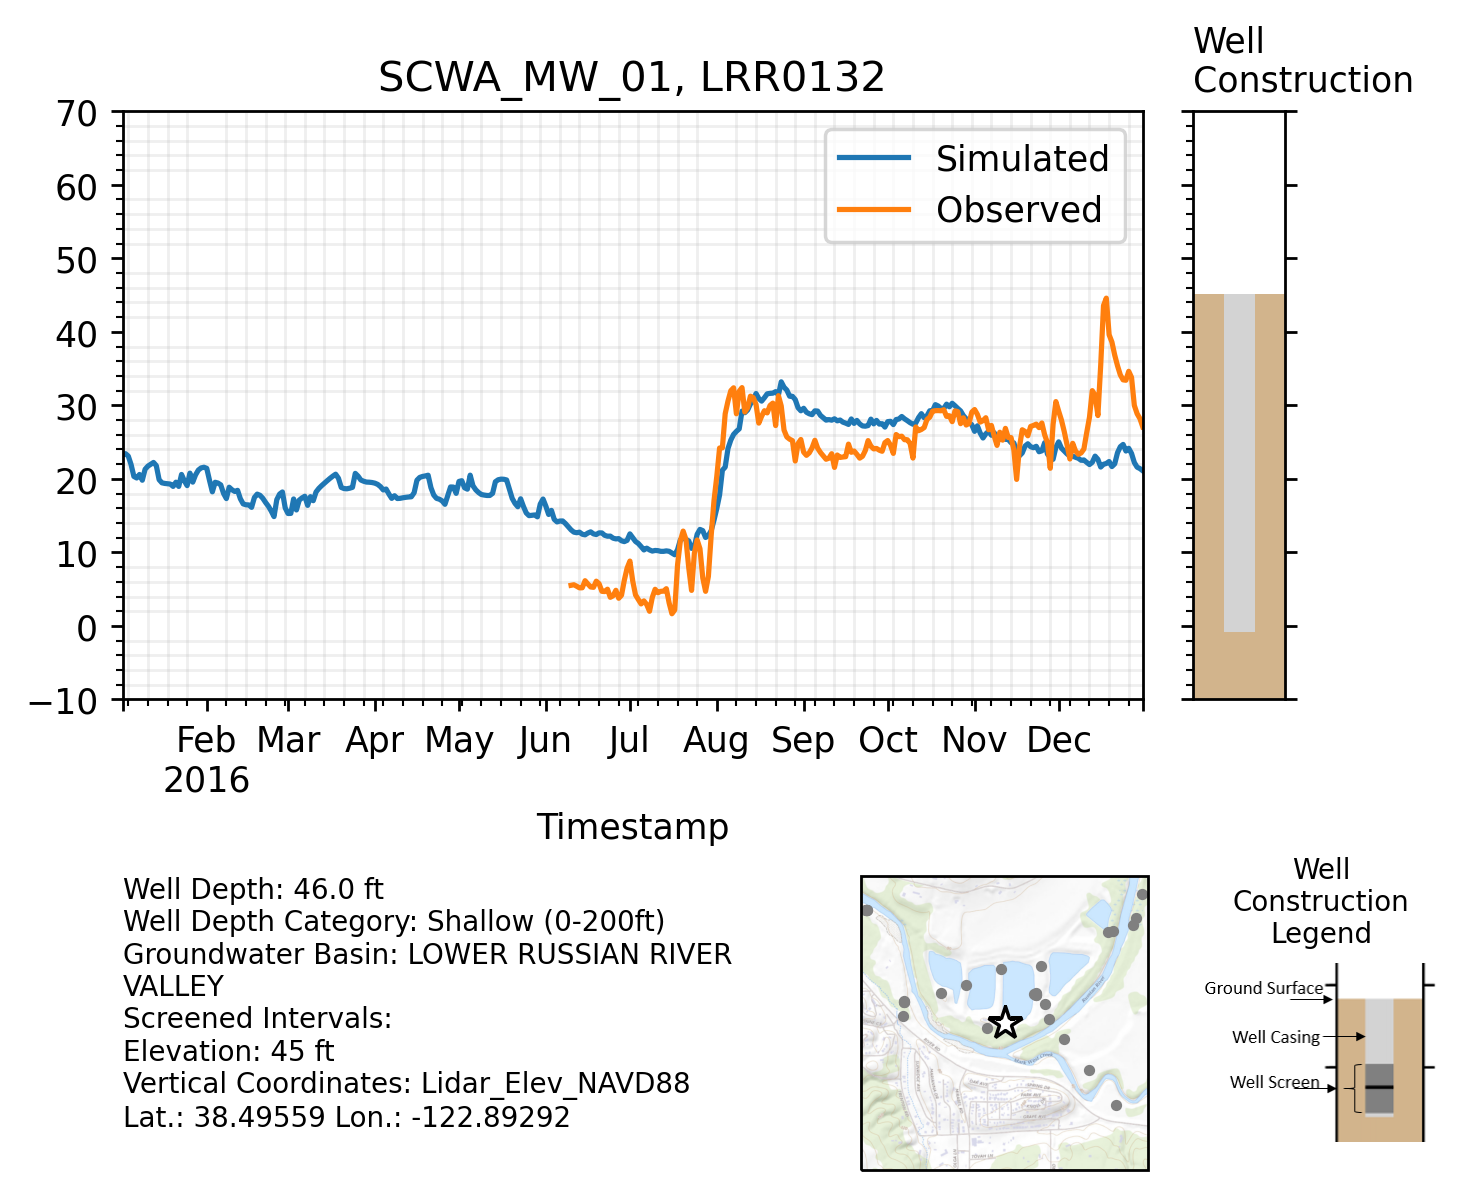 Well
Construction
SCWA_MW_01, LRR0132
70
60
50
40
30
20
10
0
−10
Simulated
Observed
Feb Mar Apr May Jun Jul Aug Sep Oct Nov Dec
2016
Timestamp
Well Depth: 46.0 ft
Well Depth Category: Shallow (0-200ft)
Groundwater Basin: LOWER RUSSIAN RIVER
VALLEY
Screened Intervals:
Elevation: 45 ft
Vertical Coordinates: Lidar_Elev_NAVD88
Lat.: 38.49559 Lon.: -122.89292
Well
Construction
Legend
Ground Surface
Well Casing
Well Screen